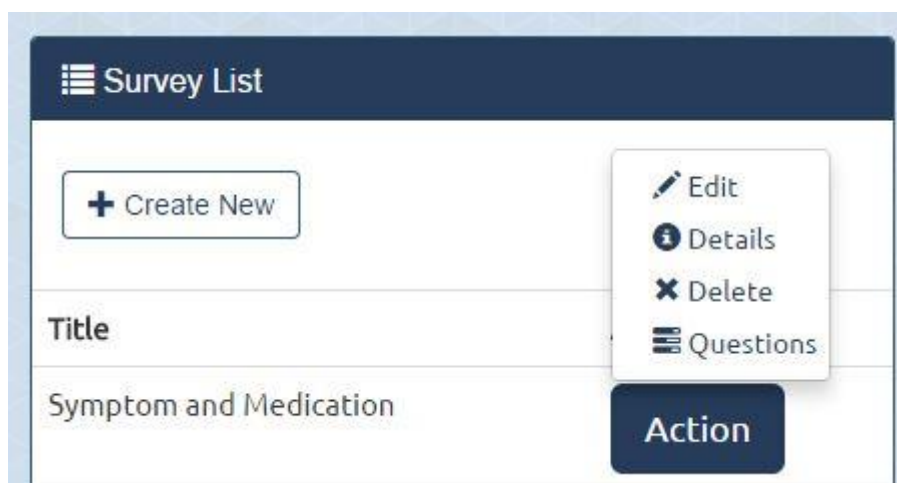 Survey List
Create New
Edit
Details
Delete
Questions
Title
Symptom and Medication
Action